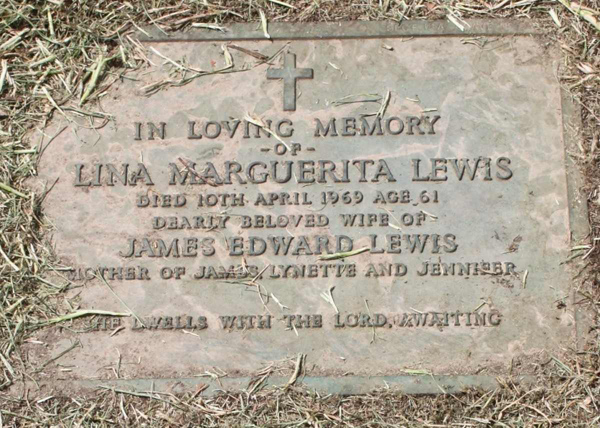 IN LOVING MEMORY
-OF-
LINA MARGUERITA LEWIS
DIED 10TH APRIL 1969 AGE 61
DEARLY BELOVED WIFE OF
JAMES EDWARD LEWIS
MOTHER OF JAMES LYNETTE AND JENNIFER
SHE DWELLS WITH THE LORD, AWAITING